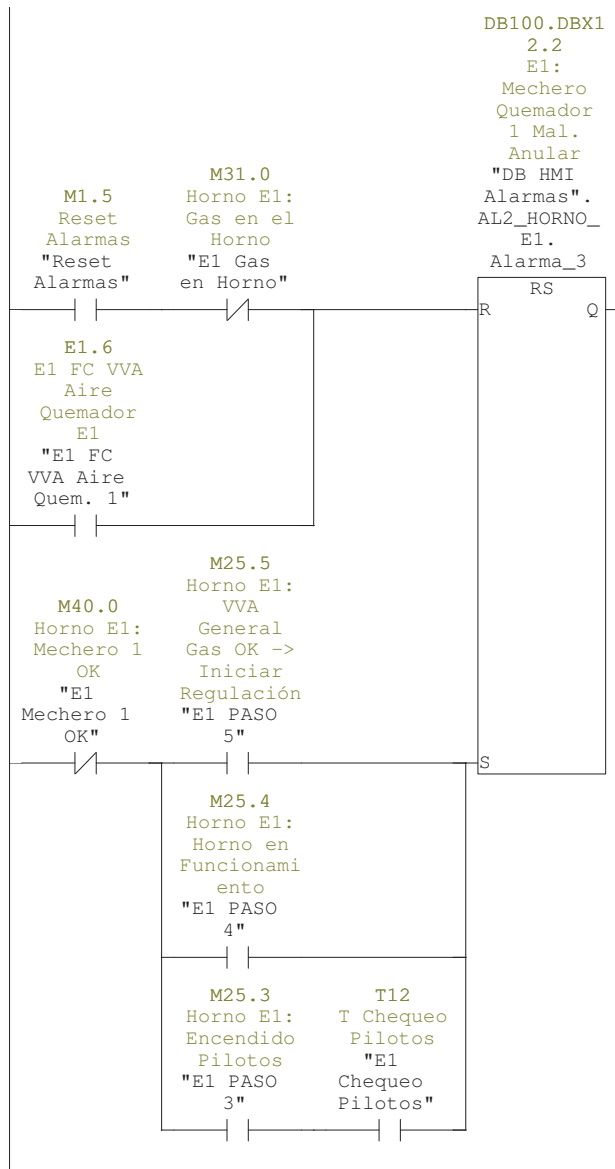 DB100.DBX1
2.2
E1:
Mechero
Quemador
1 Mal.
Anular
"DB HMI
Alarmas".
AL2_HORNO_
E1.
Alarma_3
M1.5
Reset
Alarmas
"Reset
Alarmas"
M31.0
Horno E1:
Gas en el
Horno
"E1 Gas
en Horno"
RS
R
Q
E1.6
E1 FC VVA
Aire
Quemador
E1
"E1 FC
VVA Aire
Quem. 1"
M40.0
Horno E1:
Mechero 1
OK
"E1
Mechero 1
OK"
M25.5
Horno E1:
VVA
General
Gas OK ->
Iniciar
Regulación
"E1 PASO
5"
S
M25.4
Horno E1:
Horno en
Funcionami
ento
"E1 PASO
4"
M25.3
Horno E1:
Encendido
Pilotos
"E1 PASO
3"
T12
T Chequeo
Pilotos
"E1
Chequeo
Pilotos"